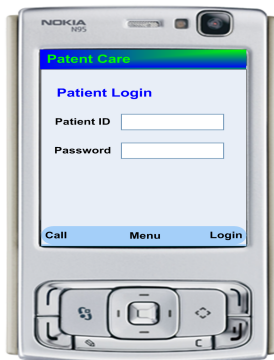 NOKIA
N95
Patent Care
Patient Login
Patient ID
Password
Call Menu Login
C